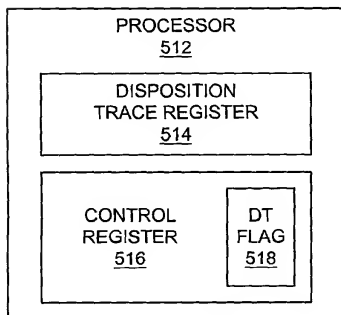 PROCESSOR
512
DISPOSITION
TRACE REGISTER
514
CONTROL
REGISTER
516
DT
FLAG
518